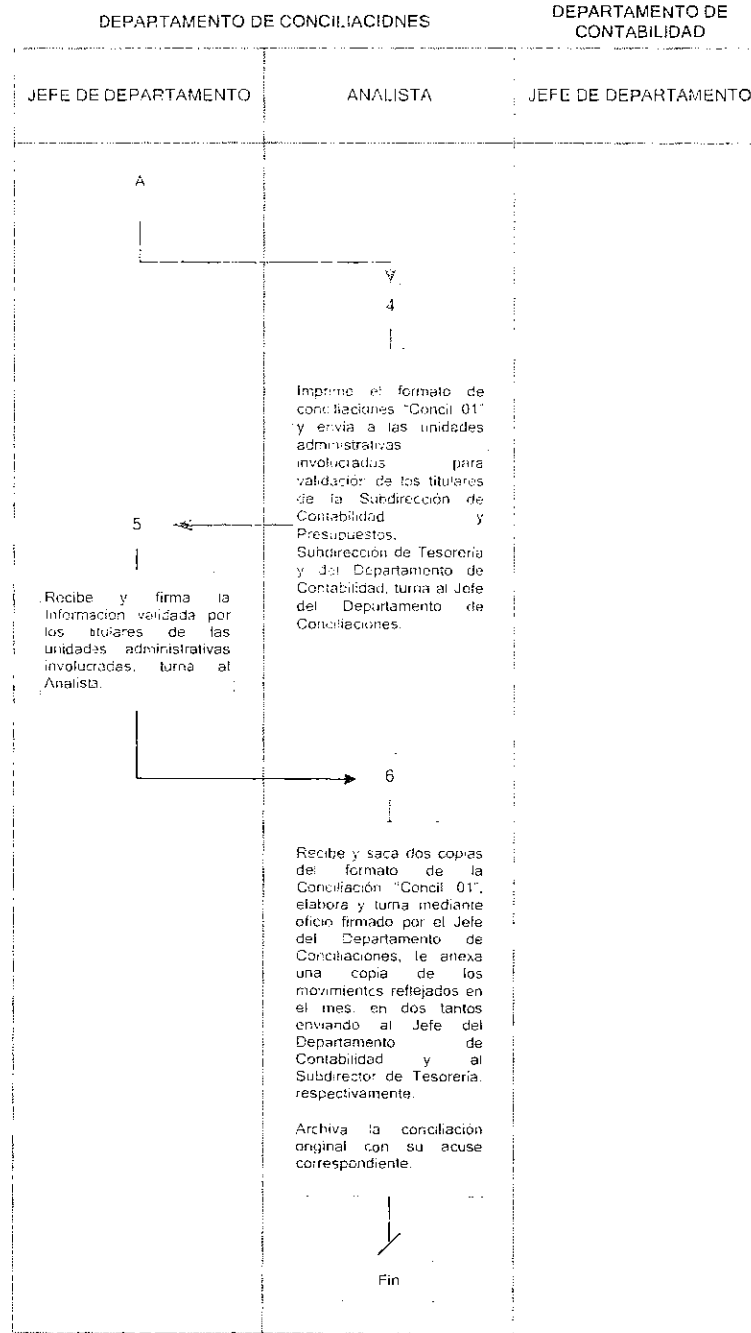 DEPARTAMENTO DE CONCILIACIONES
DEPARTAMENTO DE
CONTABILIDAD
JEFE DE DEPARTAMENTO
ANALISTA
JEFE DE DEPARTAMENTO
A
4
Imprime el formato de
conciliaciones "Concil 01"
y envia a las unidades
administrativas
involucradas para
validación de los titulares
de la Subdirección de
Contabilidad y
Presupuestos,
Subdirección de Tesorería
y del Departamento de
Contabilidad, turna al Jefe
del Departamento de
Conciliaciones.
5
Recibe y firma la
Información validada por
los titulares de las
unidades administrativas
involucradas, turna al
Analista.
6
Recibe y saca dos copias
del formato de la
Conciliación "Concil 01",
elabora y turna mediante
oficio firmado por el Jefe
del Departamento de
Conciliaciones, le anexa
una copia de los
movimientos reflejados en
el mes, en dos tantos
enviando al Jefe del
Departamento de
Contabilidad y al
Subdirector de Tesorería,
respectivamente.
Archiva la conciliación
original con su acuse
correspondiente.
Fin